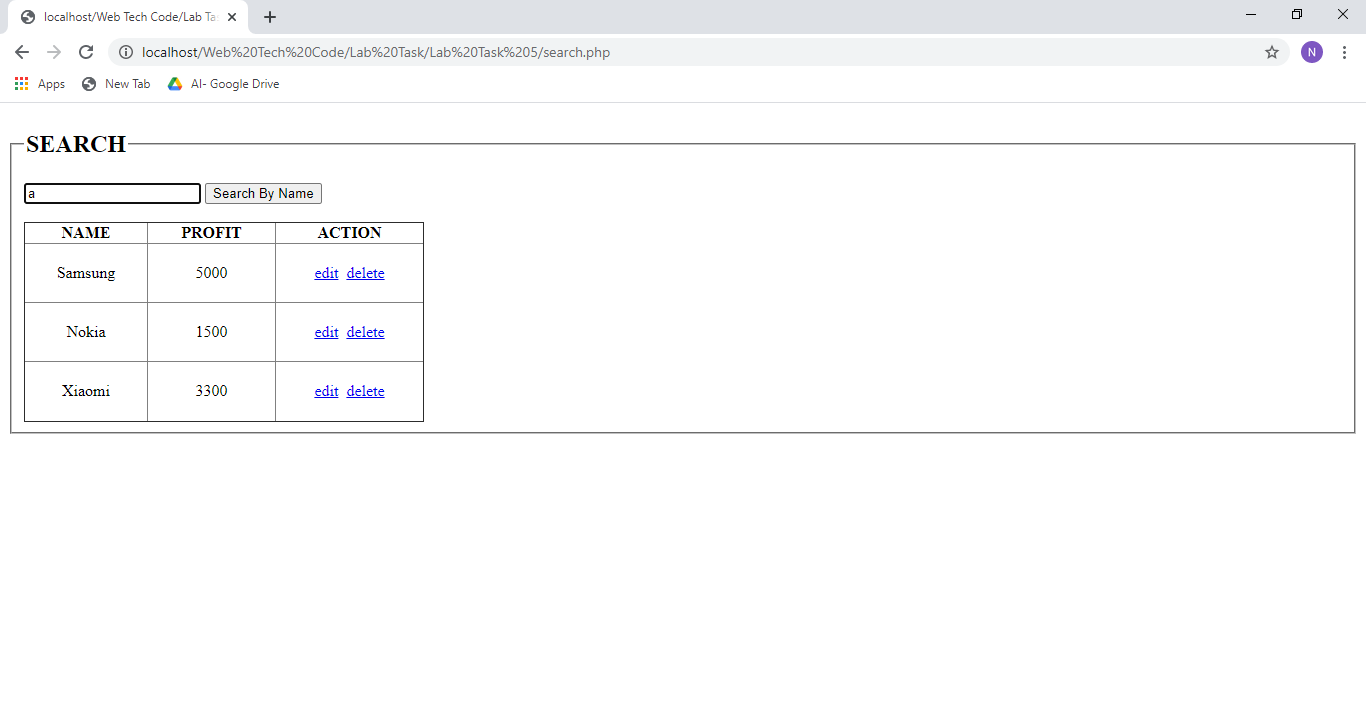 localhost/Web Tech Code/Lab Ta
localhost/Web%20Tech%20Code/Lab%20Task/Lab%20Task%205/search.php
N
Apps New Tab AI- Google Drive
SEARCH
a Search By Name
NAME PROFIT ACTION
Samsung 5000 edit delete
Nokia 1500 edit delete
Xiaomi 3300 edit delete